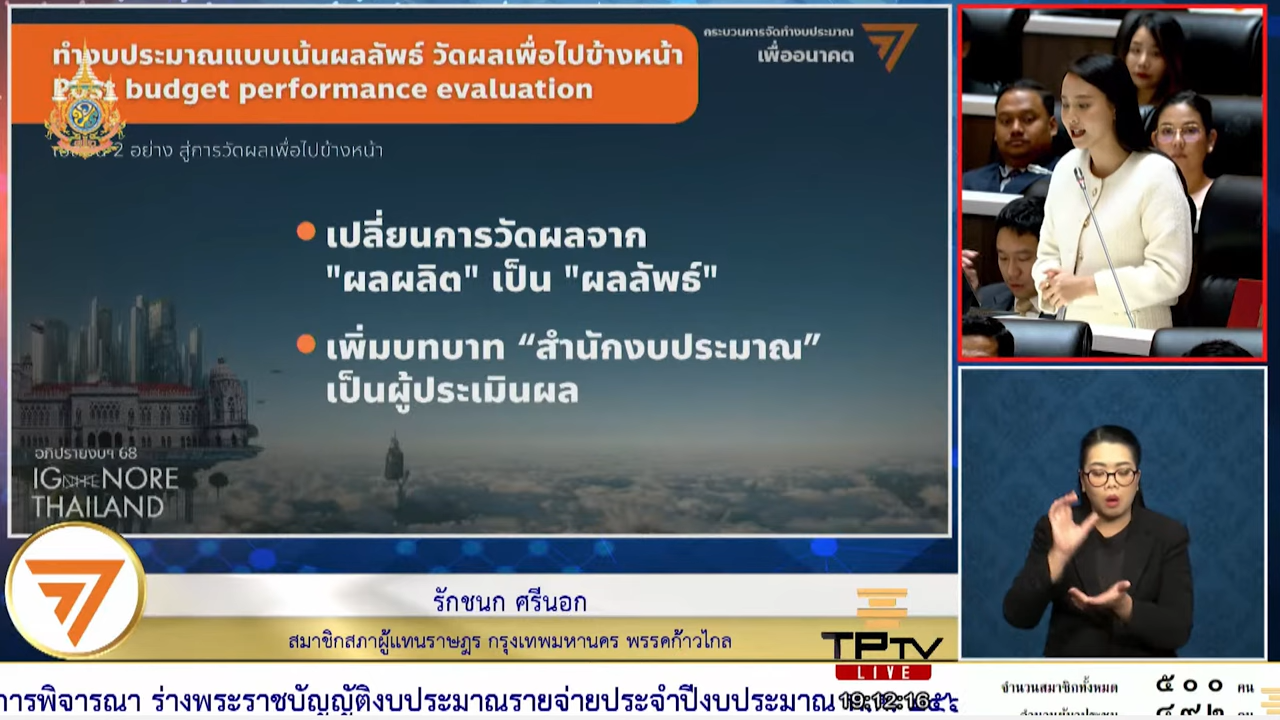 ทำงบประมาณแบบเน้นผลลัพธ์ วัดผลเพื่อไปข้างหน้า
Post budget performance evaluation
กระบวนการจัดทำงบประมาณ
เพื่ออนาคต
2 อย่าง สู่การวัดผลเพื่อไปข้างหน้า
เปลี่ยนการวัดผลจาก
"ผลผลิต" เป็น "ผลลัพธ์"
เพิ่มบทบาท “สำนักงบประมาณ”
เป็นผู้ประเมินผล
อภิปรายงบฯ 68
IGNITE NORE
THAILAND
รักชนก ศรีนอก
สมาชิกสภาผู้แทนราษฎร กรุงเทพมหานคร พรรคก้าวไกล
TPTV
LIVE
การพิจารณา ร่างพระราชบัญญัติงบประมาณรายจ่ายประจำปีงบประมาณ
19:12:16
จำนวนสมาชิกทั้งหมด ๕๐๐ คน